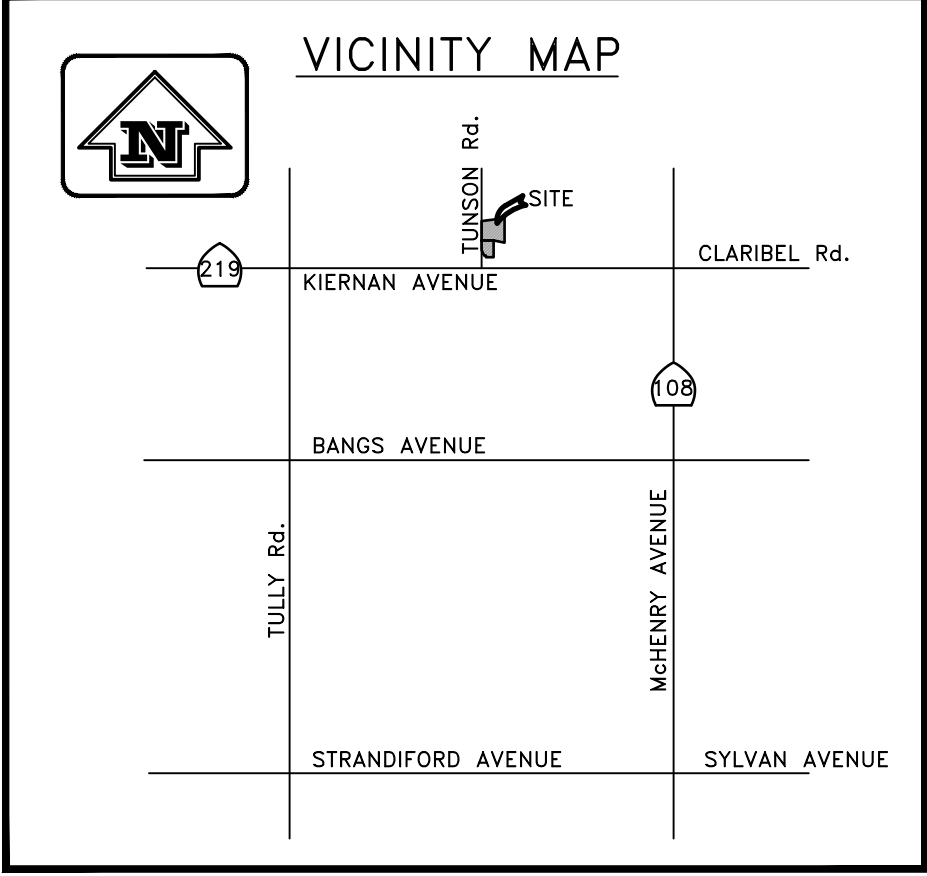 VICINITY MAP
N
TUNSON Rd.
SITE
219
CLARIBEL Rd.
KIERNAN AVENUE
108
BANGS AVENUE
TULLY Rd.
McHENRY AVENUE
STRANDIFORD AVENUE
SYLVAN AVENUE